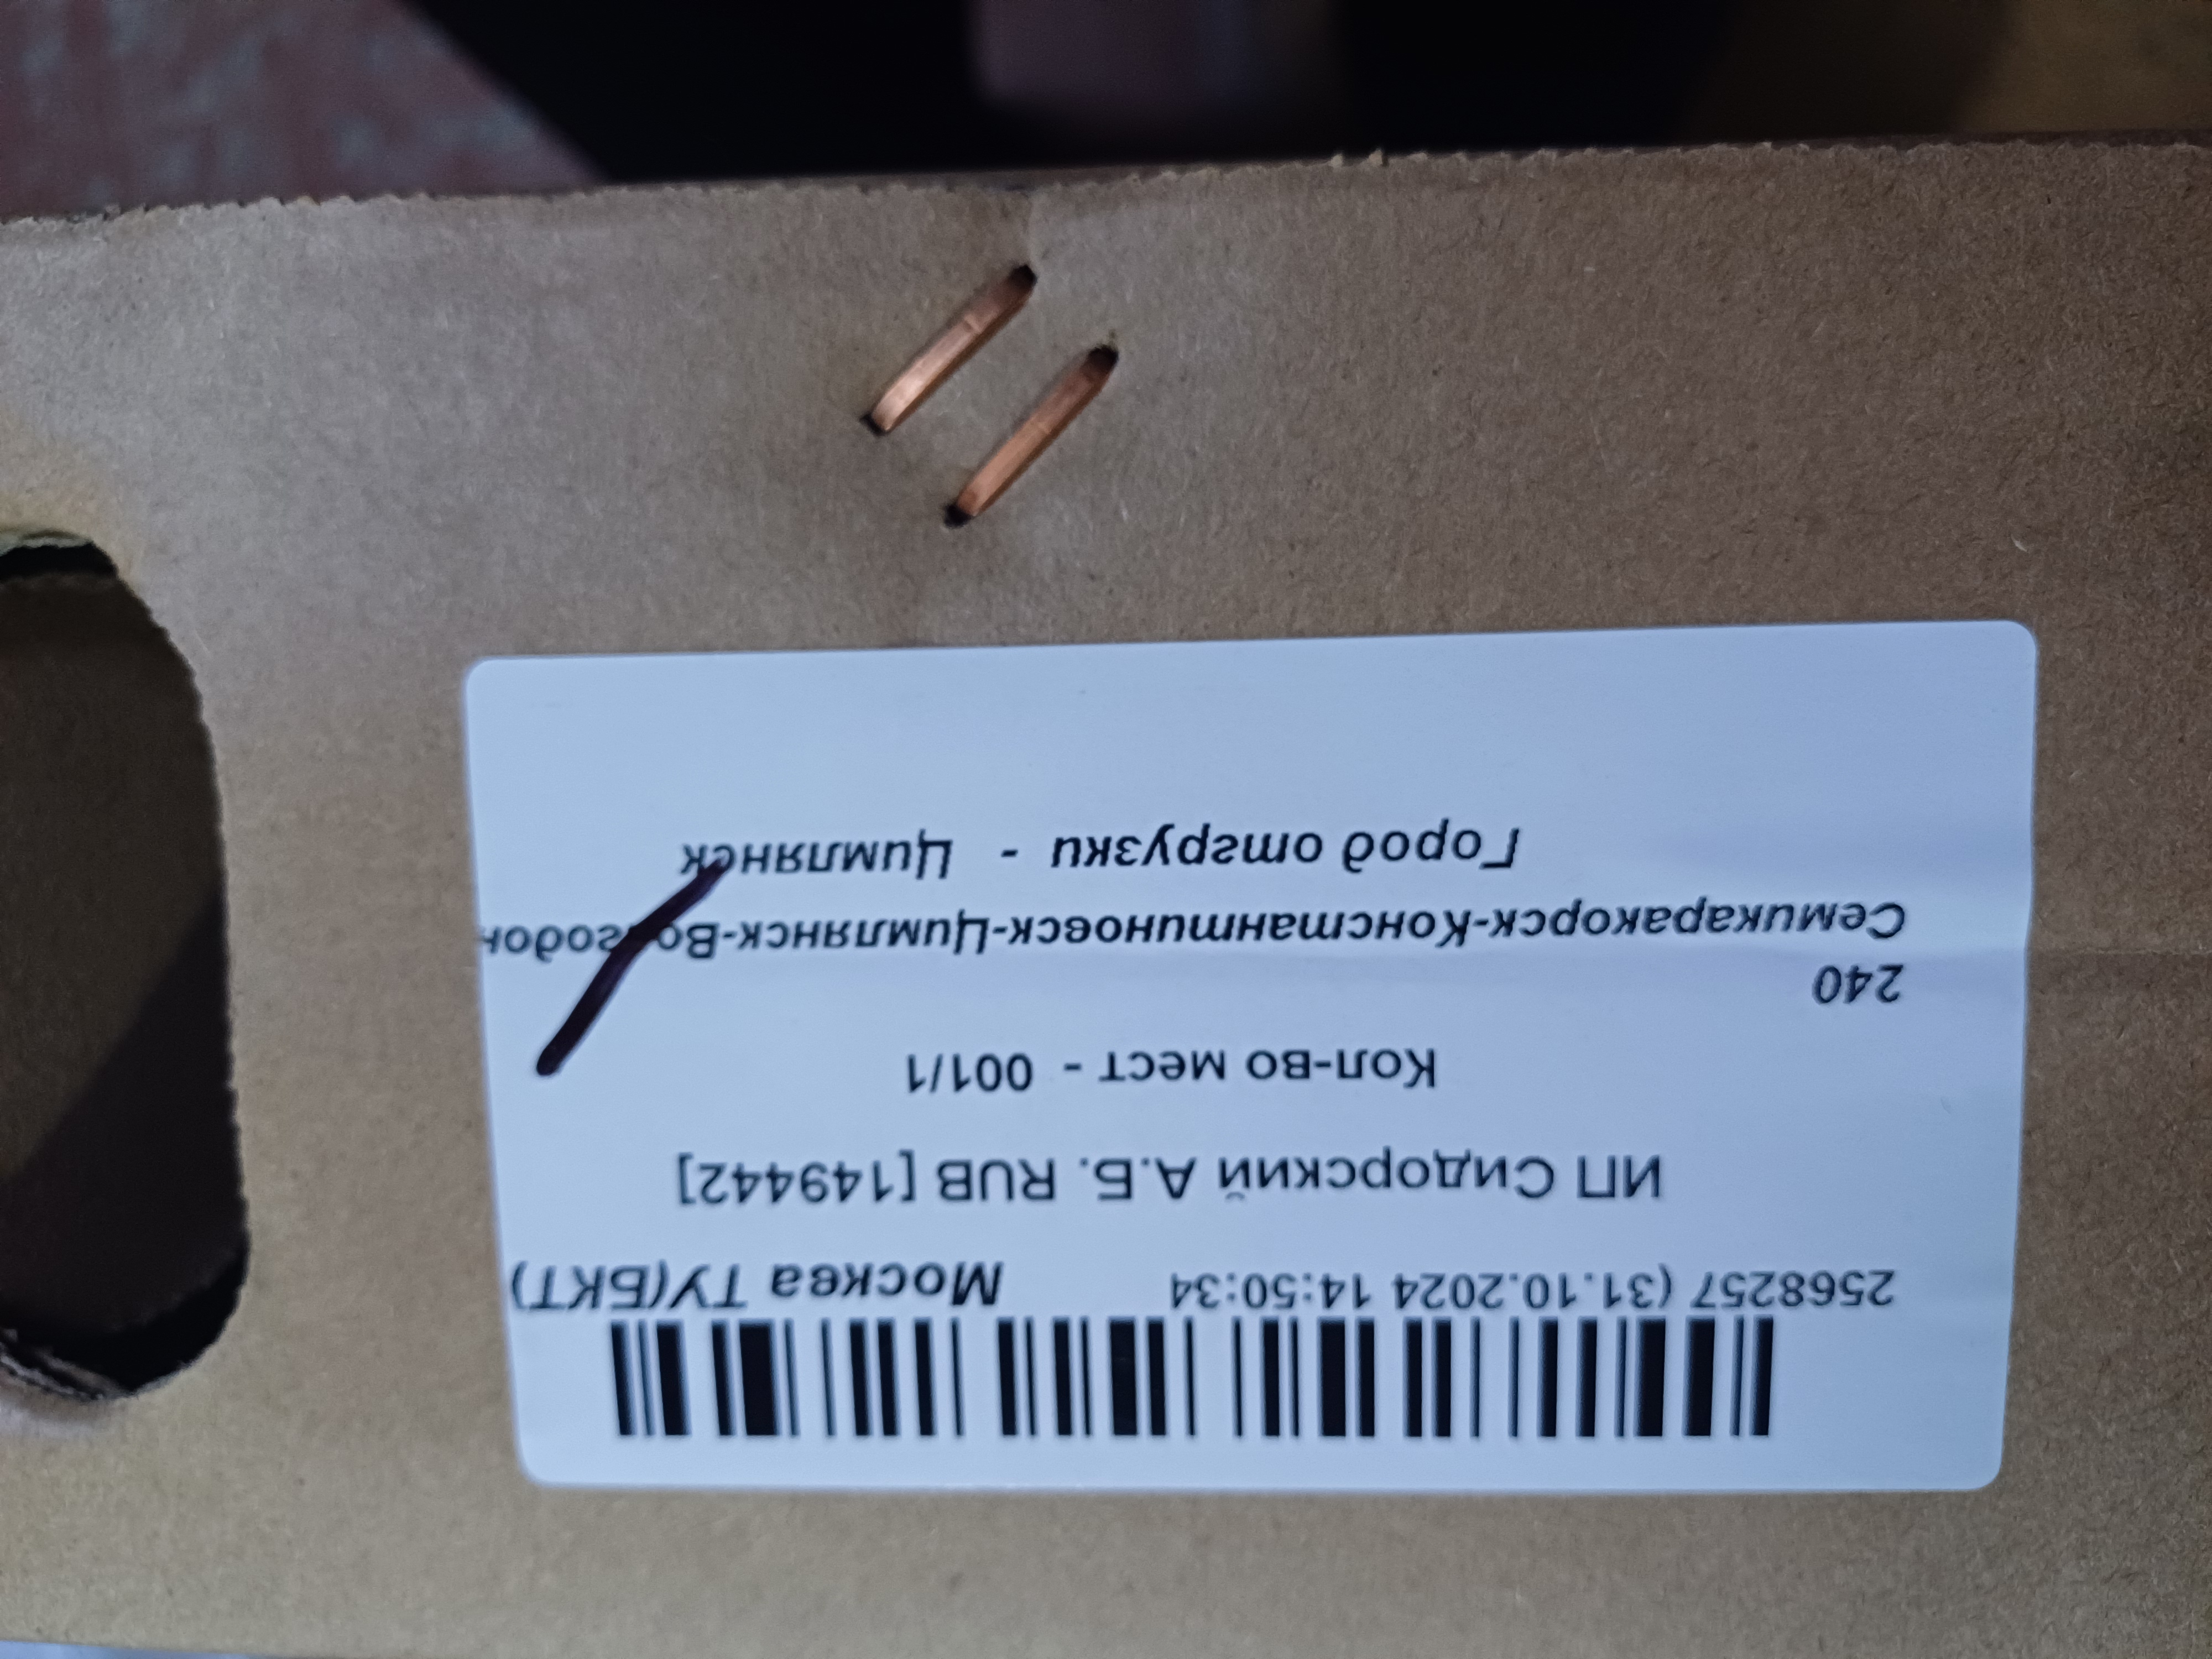 2568257 (31.10.2024 14:50:34 Москва ТУ(БКТ)
ИП Сидорский А.Б. RUB [149442]
Кол-во мест - 001/1
240
Семикаракорск-Константиновск-Цимлянск-Волгодон
Город отгрузки - Цимлянск